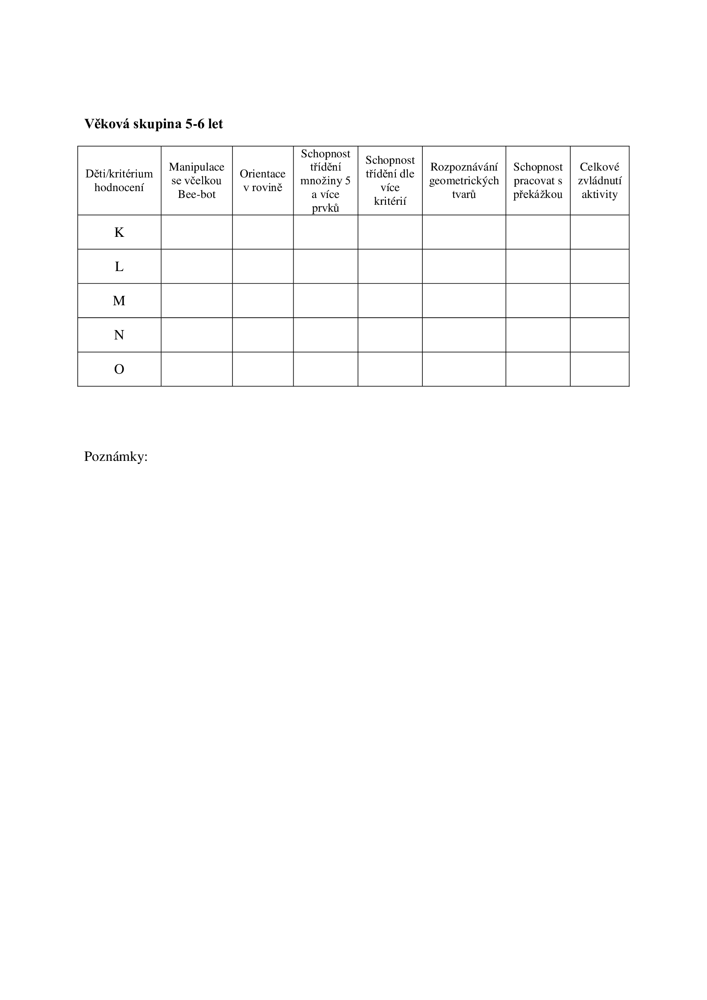 Věková skupina 5-6 let
Děti/kritérium
hodnocení
Manipulace
se včelkou
Bee-bot
Orientace
v rovině
Schopnost
třídění
množiny 5
a více
prvků
Schopnost
třídění dle
více
kritérií
Rozpoznávání
geometrických
tvarů
Schopnost
pracovat s
překážkou
Celkové
zvládnutí
aktivity
K
L
M
N
O
Poznámky: